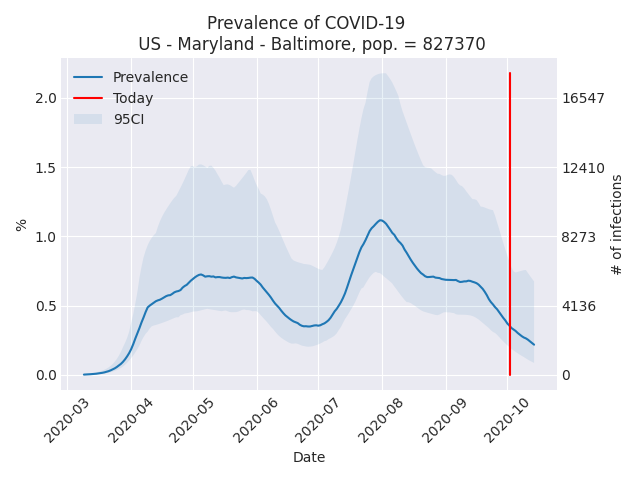 Prevalence of COVID-19
US - Maryland - Baltimore, pop. = 827370
Prevalence
Today
95CI
2.0
1.5
1.0
0.5
0.0
%
16547
12410
8273
4136
0
# of infections
2020-03
2020-04
2020-05
2020-06
2020-07
2020-08
2020-09
2020-10
Date